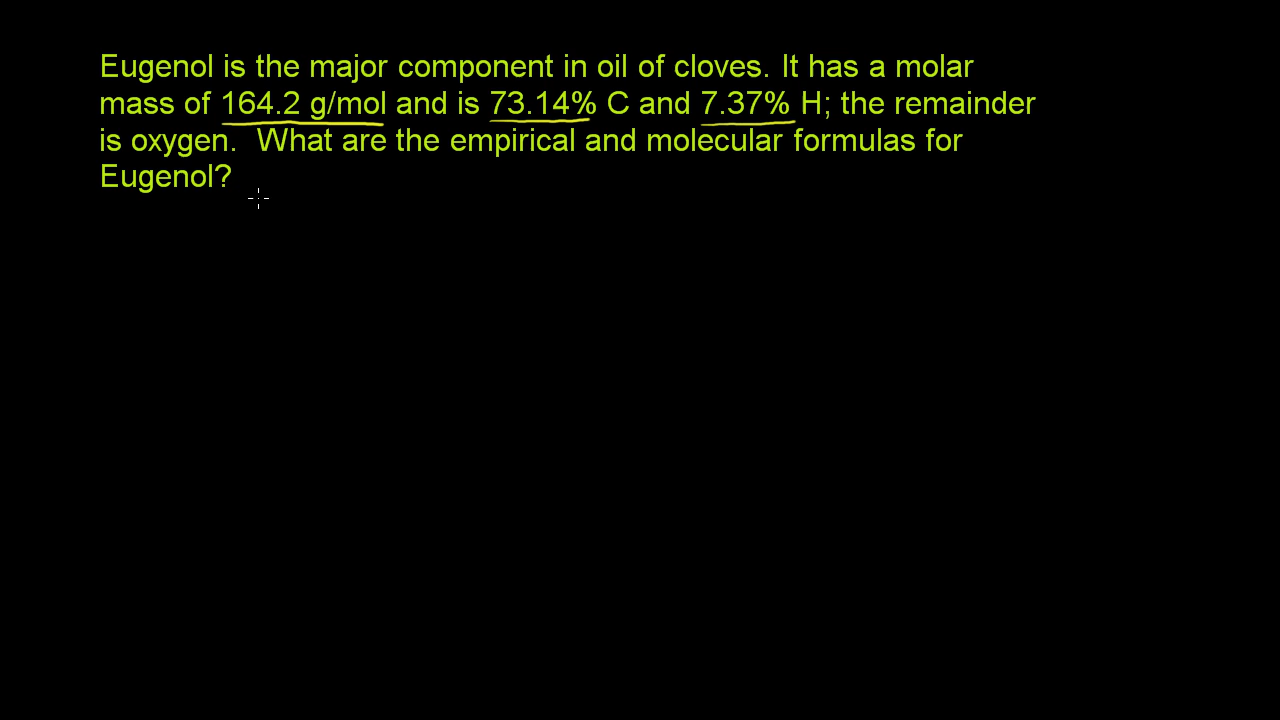 Eugenol is the major component in oil of cloves. It has a molar
mass of 164.2 g/mol and is 73.14% C and 7.37% H; the remainder
is oxygen.  What are the empirical and molecular formulas for
Eugenol?